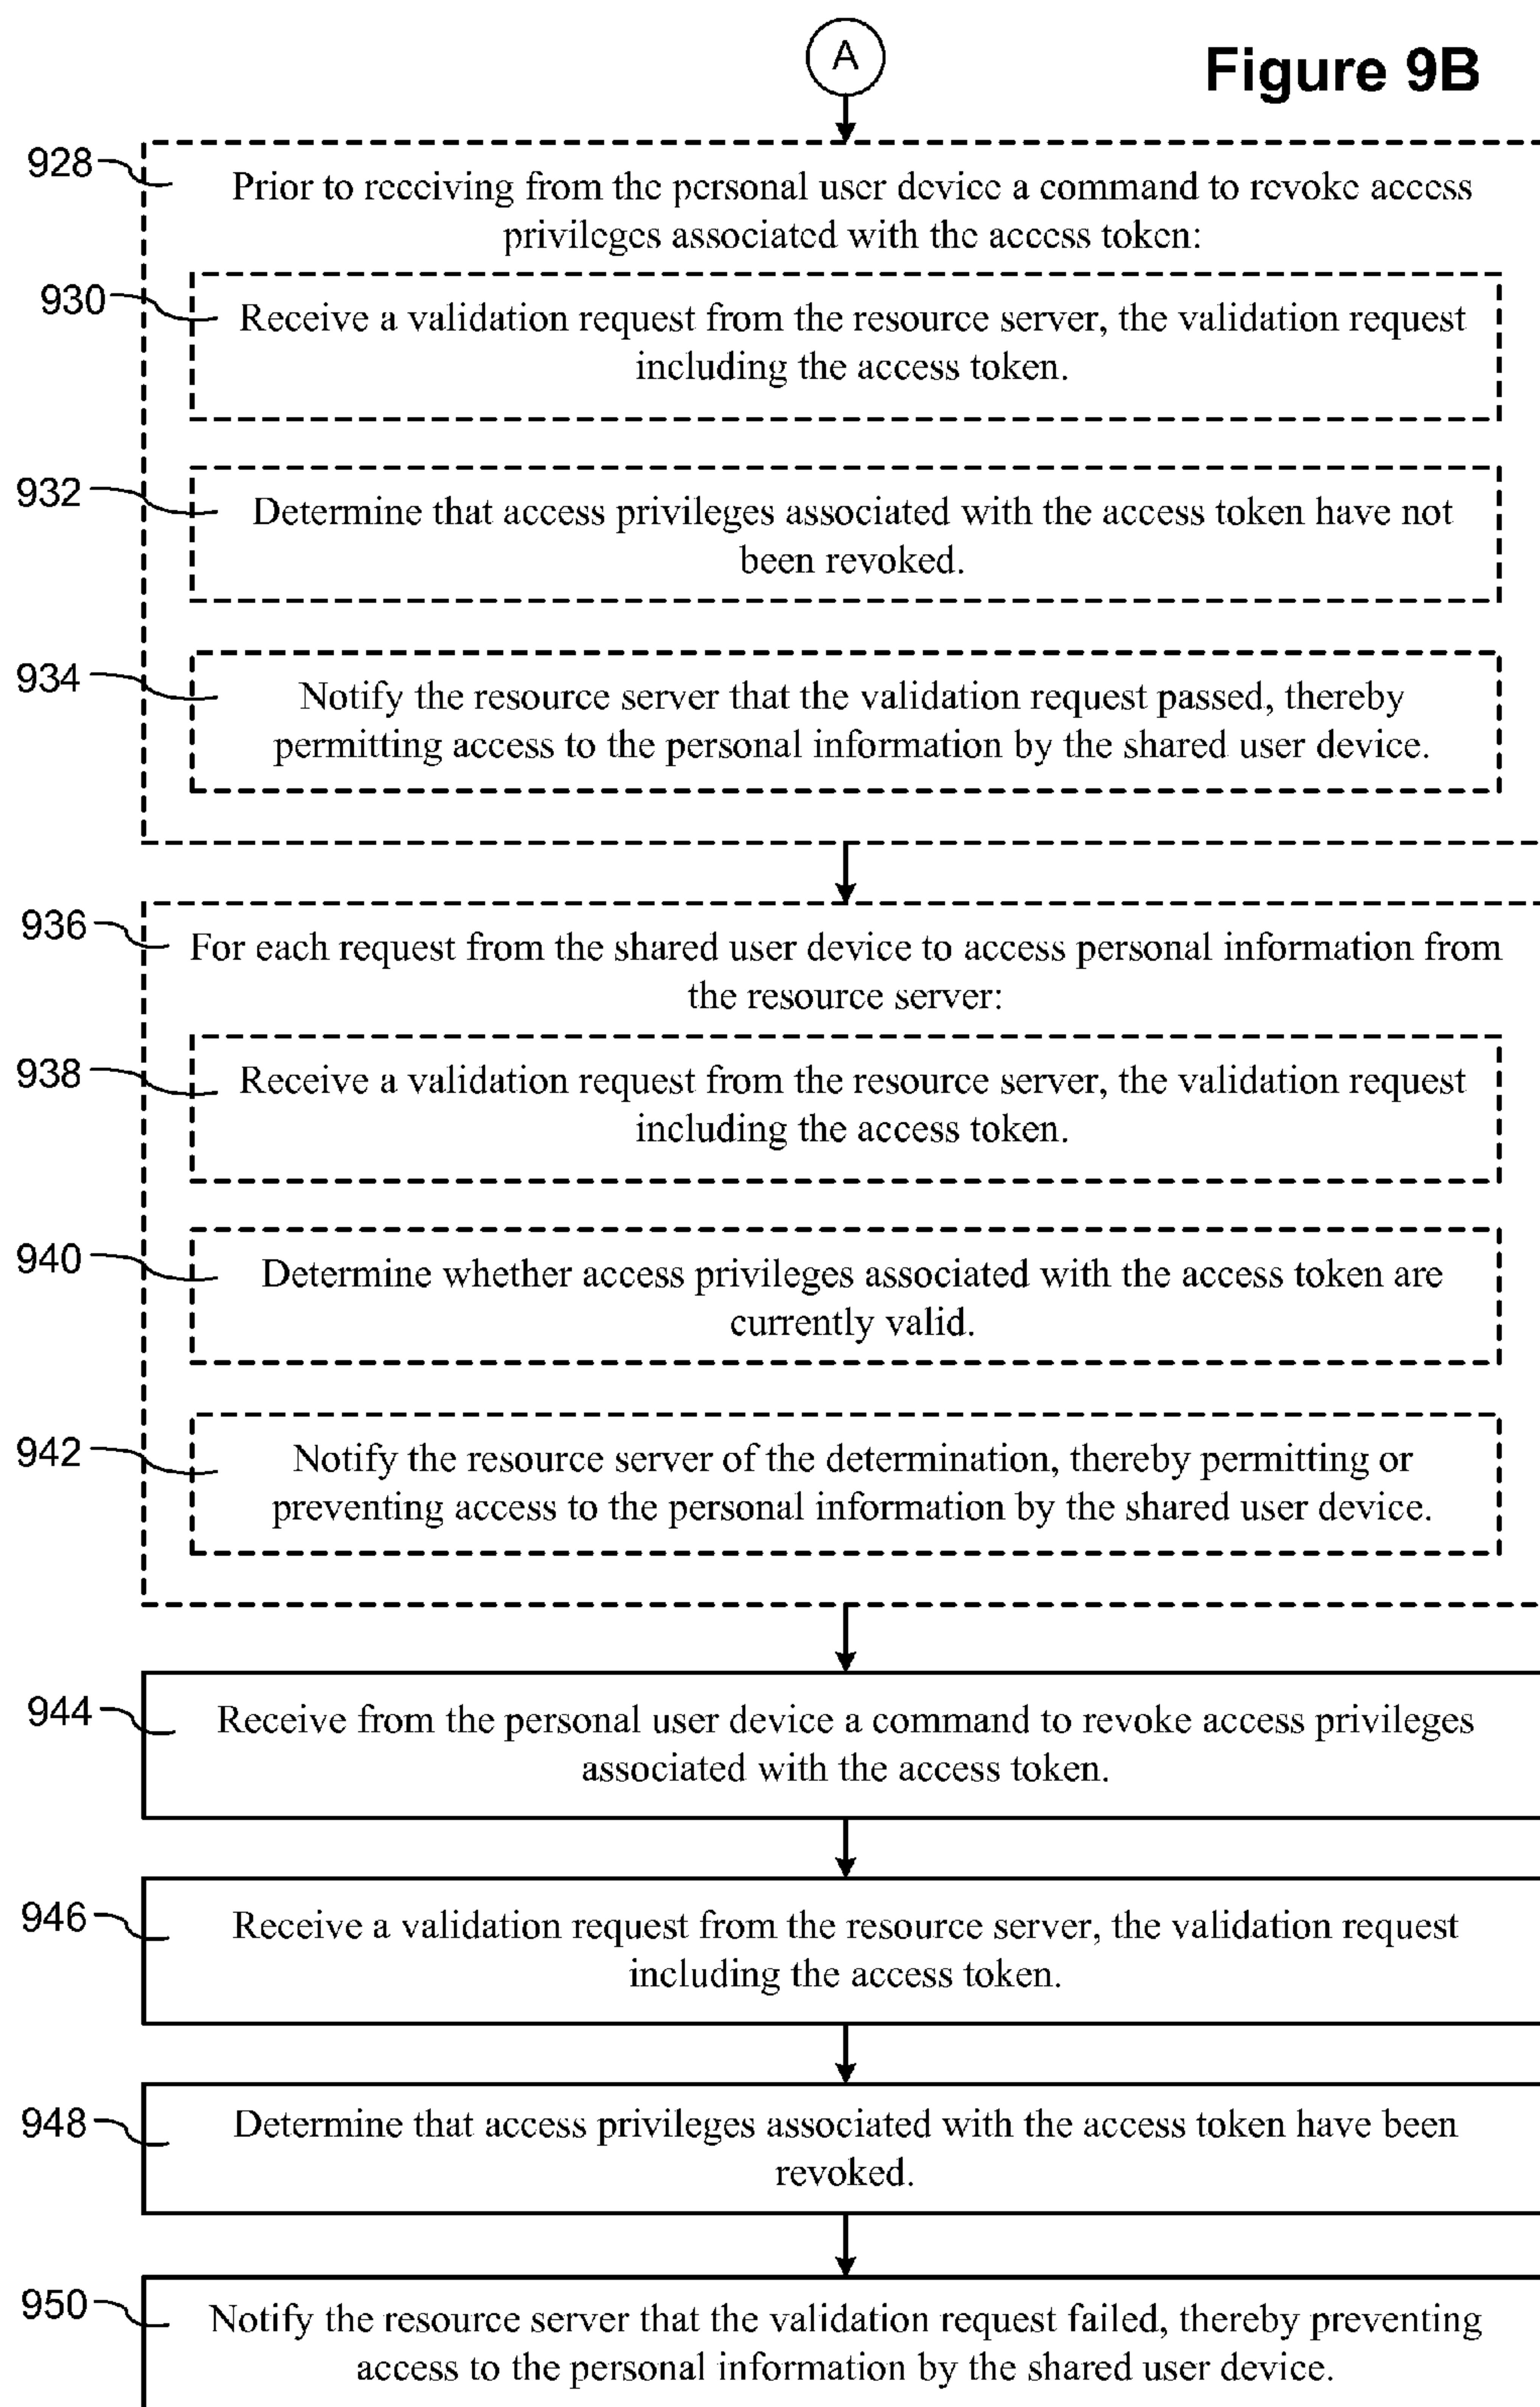 A
Figure 9B
928
Prior to receiving from the personal user device a command to revoke access
privileges associated with the access token:
930
Receive a validation request from the resource server, the validation request
including the access token.
932
Determine that access privileges associated with the access token have not
been revoked.
934
Notify the resource server that the validation request passed, thereby
permitting access to the personal information by the shared user device.
936
For each request from the shared user device to access personal information from
the resource server:
938
Receive a validation request from the resource server, the validation request
including the access token.
940
Determine whether access privileges associated with the access token are
currently valid.
942
Notify the resource server of the determination, thereby permitting or
preventing access to the personal information by the shared user device.
944
Receive from the personal user device a command to revoke access privileges
associated with the access token.
946
Receive a validation request from the resource server, the validation request
including the access token.
948
Determine that access privileges associated with the access token have been
revoked.
950
Notify the resource server that the validation request failed, thereby preventing
access to the personal information by the shared user device.